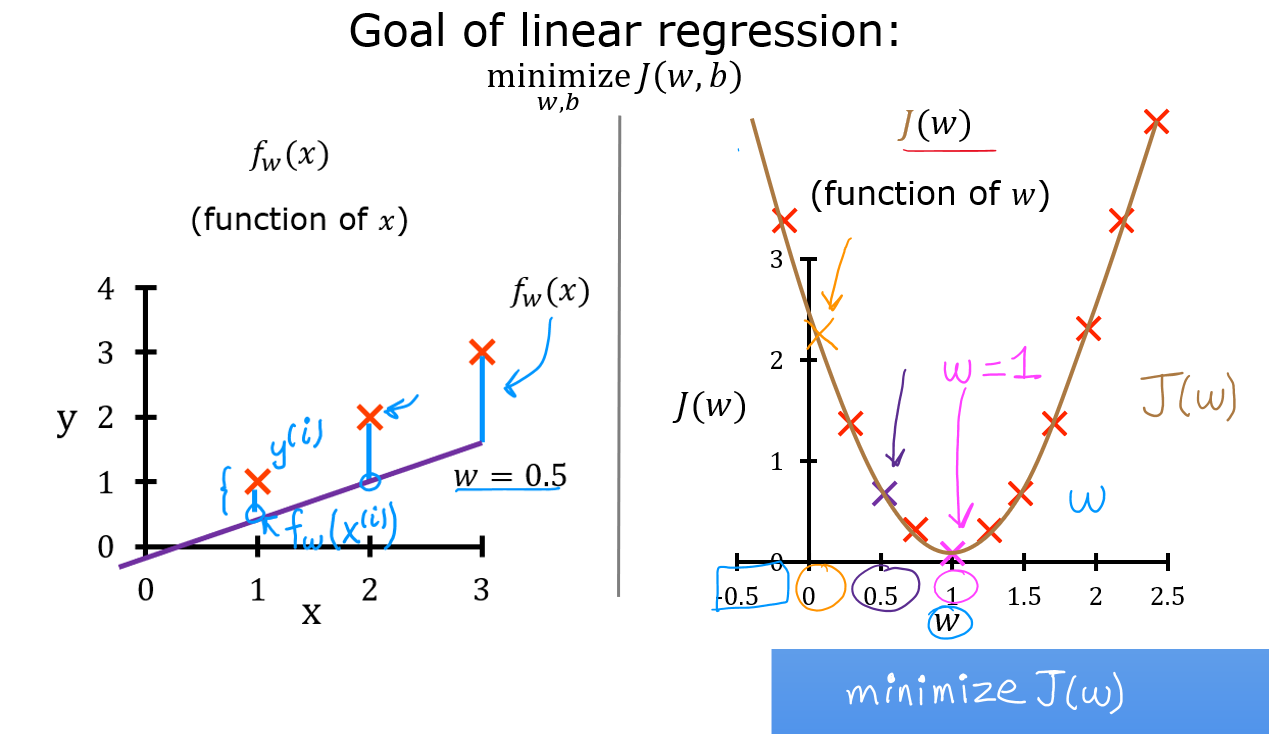 Goal of linear regression:
minimize J(w, b)
w,b
f_w(x)
(function of x)
f_w(x)
4
3
2
1
0
y
y^(i)
f_w(x^(i))
w = 0.5
0 1 2 3
x
J(w)
(function of w)
3
2
1
0
J(w)
w=1
J(w)
w
-0.5 0 0.5 1 1.5 2 2.5
w
minimize J(w)